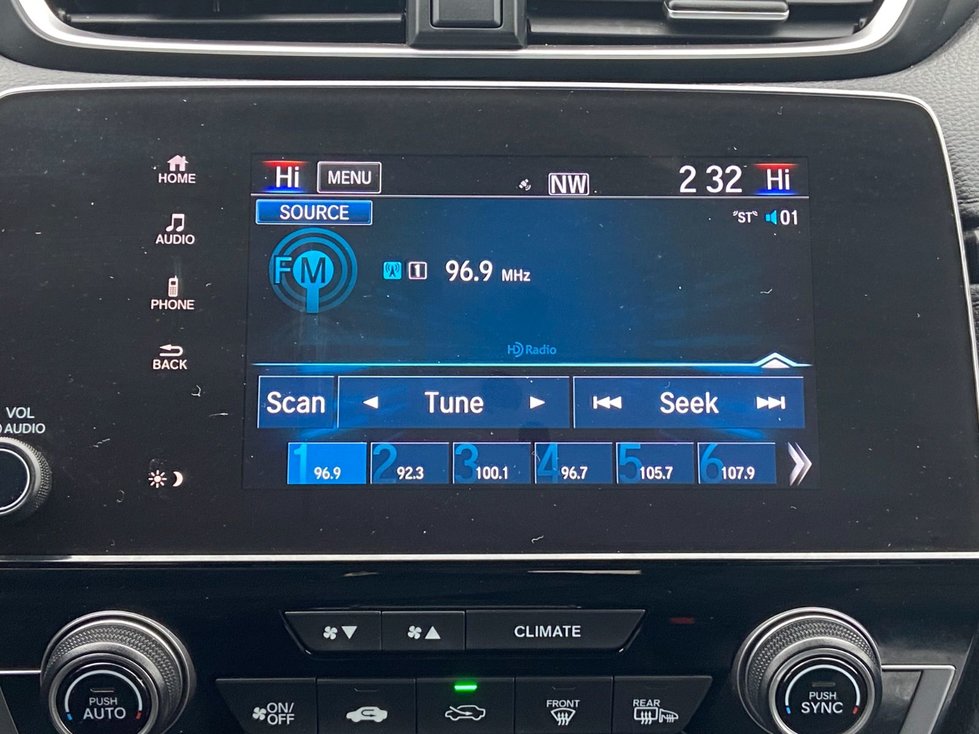 HOME
AUDIO
PHONE
BACK
VOL
AUDIO
Hi MENU NW 2 32 Hi
SOURCE "ST" 01
FM 1 96.9 MHz
HD Radio
Scan Tune Seek
1 96.9 2 92.3 3 100.1 4 96.7 5 105.7 6 107.9
CLIMATE
PUSH
AUTO
ON/
OFF
FRONT
REAR
PUSH
SYNC